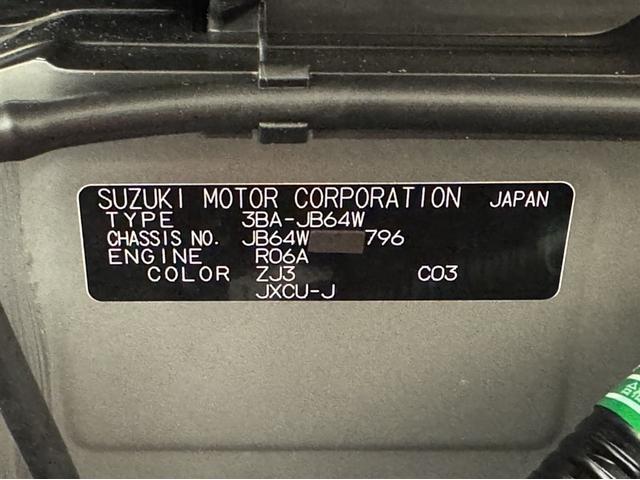 SUZUKI MOTOR CORPORATION JAPAN
TYPE 3BA-JB64W
CHASSIS NO. JB64W 796
ENGINE R06A
COLOR ZJ3 C03
JXCU-J